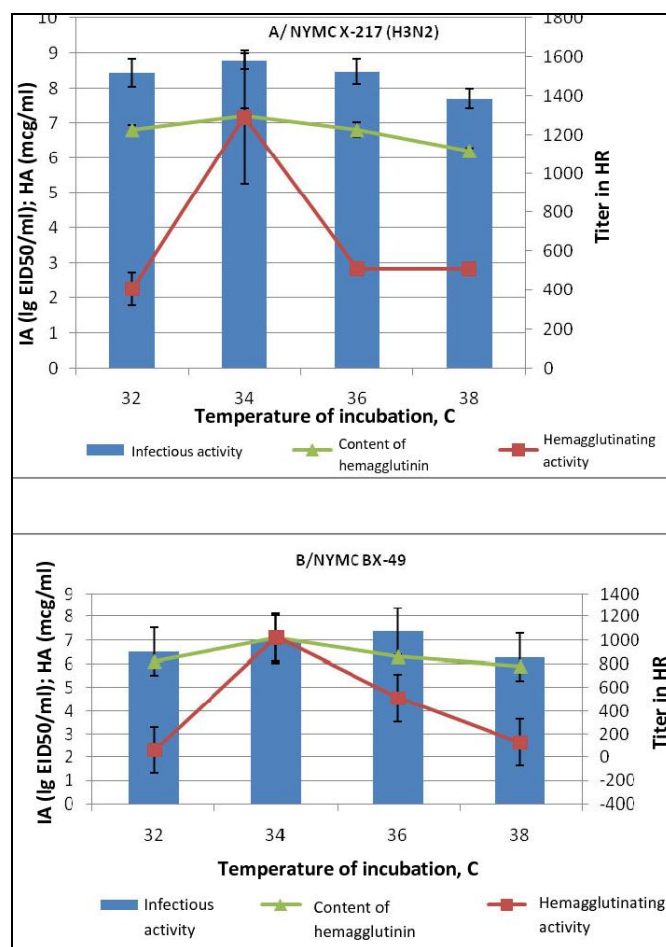 A/ NYMC X-217 (H3N2)
IA (lg EID50/ml); HA (mcg/ml)
10
9
8
7
6
5
4
3
2
1
0
1800
1600
1400
1200
1000
800
600
400
200
0
Titer in HR
32 34 36 38
Temperature of incubation, C
Infectious activity
Content of
hemagglutinin
Hemagglutinating
activity
B/NYMC BX-49
IA (lg EID50/ml); HA (mcg/ml)
9
8
7
6
5
4
3
2
1
0
1400
1200
1000
800
600
400
200
0
-200
-400
Titer in HR
32 34 36 38
Temperature of incubation, C
Infectious
activity
Content of
hemagglutinin
Hemagglutinating
activity